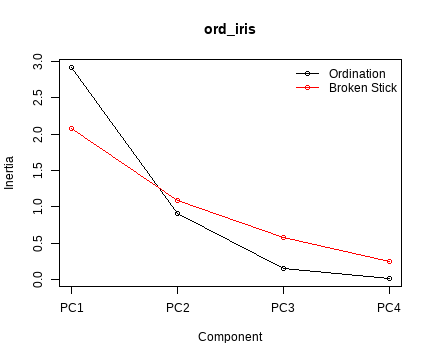 ord_iris
Ordination
Broken Stick
3.0
2.5
2.0
1.5
1.0
0.5
0.0
Inertia
PC1 PC2 PC3 PC4
Component